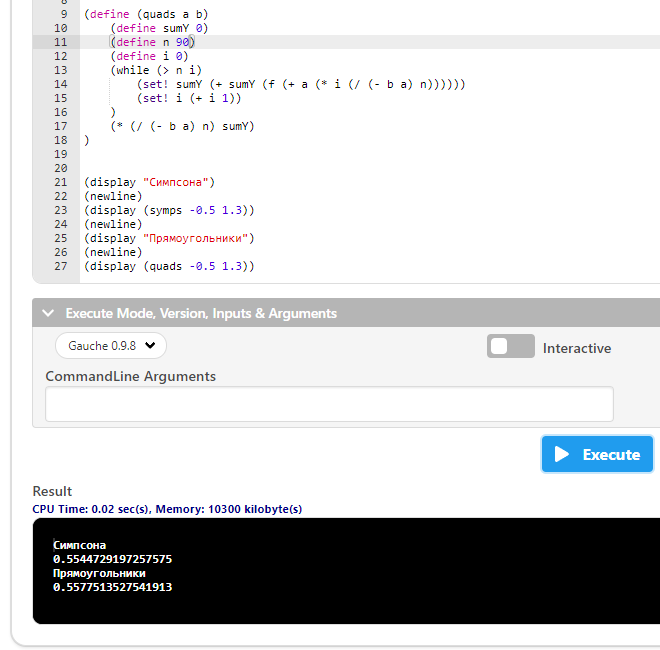 8
9 (define (quads a b)
10     (define sumY 0)
11     (define n 90)
12     (define i 0)
13     (while (> n i)
14         (set! sumY (+ sumY (f (+ a (* i (/ (- b a) n))))))
15         (set! i (+ i 1))
16     )
17     (* (/ (- b a) n) sumY)
18 )
19
20
21 (display "Симпсона")
22 (newline)
23 (display (symps -0.5 1.3))
24 (newline)
25 (display "Прямоугольники")
26 (newline)
27 (display (quads -0.5 1.3))
Execute Mode, Version, Inputs & Arguments
Gauche 0.9.8
Interactive
CommandLine Arguments
Execute
Result
CPU Time: 0.02 sec(s), Memory: 10300 kilobyte(s)
Симпсона
0.5544729197257575
Прямоугольники
0.5577513527541913